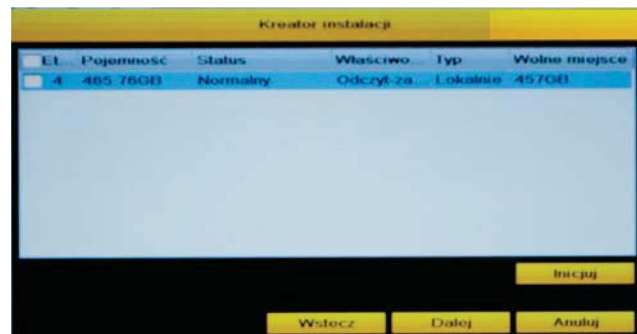 Kreator instalacji
Et... Pojemność Status Właściwo... Typ Wolne miejsce
4 465.76GB Normalny Odczyt-za... Lokalnie 457GB
Inicjuj
Wstecz Dalej Anuluj